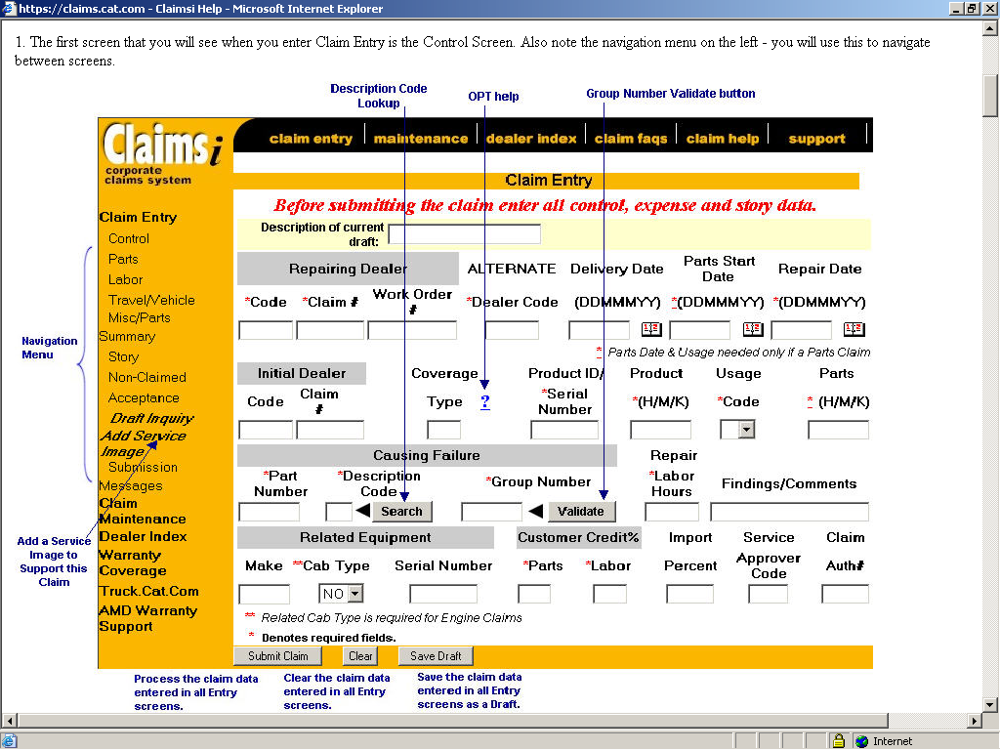 https://claims.cat.com - Claimsi Help - Microsoft Internet Explorer
1. The first screen that you will see when you enter Claim Entry is the Control Screen. Also note the navigation menu on the left - you will use this to navigate
between screens.
Description Code
Lookup
OPT help
Group Number Validate button
Claims i
corporate
claims system
claim entry maintenance dealer index claim faqs claim help support
Claim Entry
Before submitting the claim enter all control, expense and story data.
Description of current
draft:
Repairing Dealer ALTERNATE Delivery Date Parts Start
Date Repair Date
*Code *Claim # Work Order
# *Dealer Code (DDMMMYY) *(DDMMMYY) *(DDMMMYY)
* Parts Date & Usage needed only if a Parts Claim
Initial Dealer Coverage Product ID/ Product Usage Parts
Code Claim
# Type ? *Serial
Number *(H/M/K) *Code * (H/M/K)
Causing Failure Repair
*Part
Number *Description
Code *Group Number *Labor
Hours Findings/Comments
Search Validate
Related Equipment Customer Credit% Import Service Claim
Make **Cab Type Serial Number *Parts *Labor Percent Approver
Code Auth#
NO
** Related Cab Type is required for Engine Claims
* Denotes required fields.
Submit Claim Clear Save Draft
Claim Entry
Control
Parts
Labor
Travel/Vehicle
Misc/Parts
Summary
Story
Non-Claimed
Acceptance
Draft Inquiry
Add Service
Image
Submission
Messages
Claim
Maintenance
Dealer Index
Warranty
Coverage
Truck.Cat.Com
AMD Warranty
Support
Navigation
Menu
Add a Service
Image to
Support this
Claim
Process the claim data
entered in all Entry
screens.
Clear the claim data
entered in all Entry
screens.
Save the claim data
entered in all Entry
screens as a Draft.
Internet